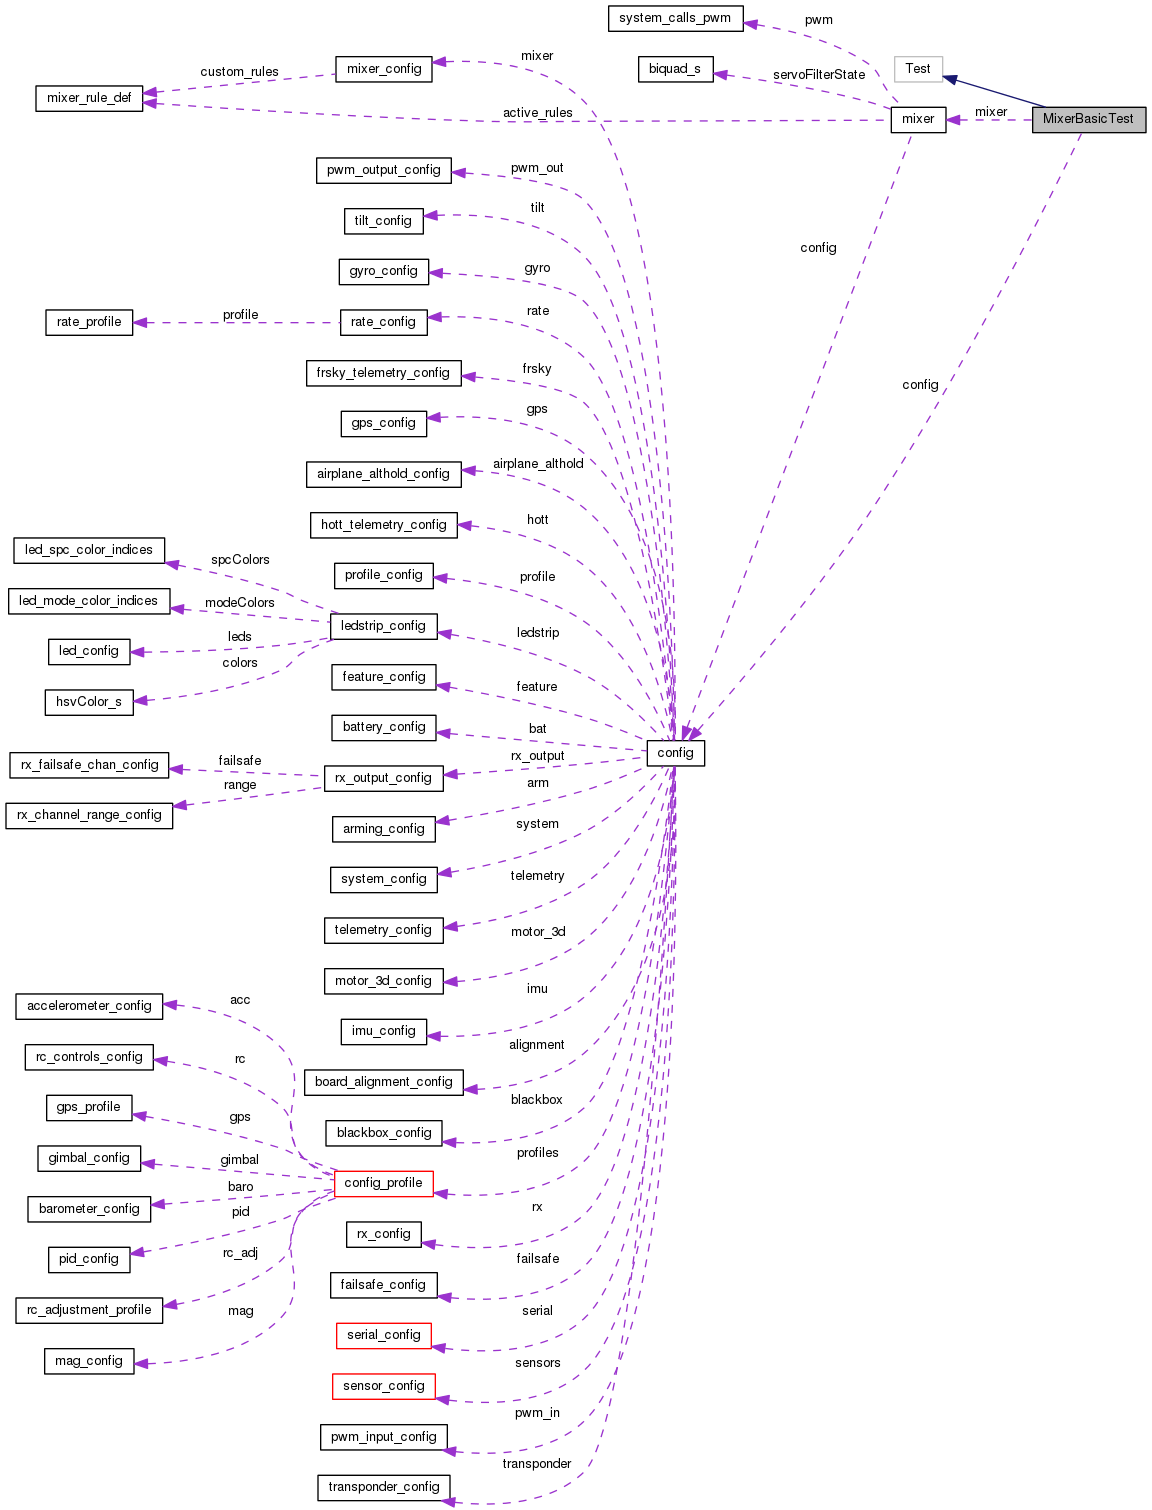 system_calls_pwm
pwm
mixer
biquad_s
servoFilterState
Test
mixer_config
custom_rules
mixer_rule_def
active_rules
mixer
mixer
MixerBasicTest
pwm_output_config
pwm_out
tilt_config
tilt
config
gyro_config
gyro
rate_profile
profile
rate_config
rate
frsky_telemetry_config
frsky
config
gps_config
gps
airplane_althold_config
airplane_althold
hott_telemetry_config
hott
led_spc_color_indices
spcColors
profile_config
profile
led_mode_color_indices
modeColors
ledstrip_config
ledstrip
led_config
leds
colors
feature_config
feature
hsvColor_s
battery_config
bat
config
rx_failsafe_chan_config
failsafe
rx_output_config
rx_output
range
arm
rx_channel_range_config
arming_config
system
system_config
telemetry
telemetry_config
motor_3d
motor_3d_config
imu
accelerometer_config
acc
imu_config
alignment
rc_controls_config
rc
board_alignment_config
blackbox
gps_profile
gps
blackbox_config
profiles
gimbal_config
gimbal
config_profile
baro
barometer_config
pid
rx
rx_config
pid_config
rc_adj
failsafe
failsafe_config
rc_adjustment_profile
mag
serial
serial_config
mag_config
sensors
sensor_config
pwm_in
pwm_input_config
transponder
transponder_config